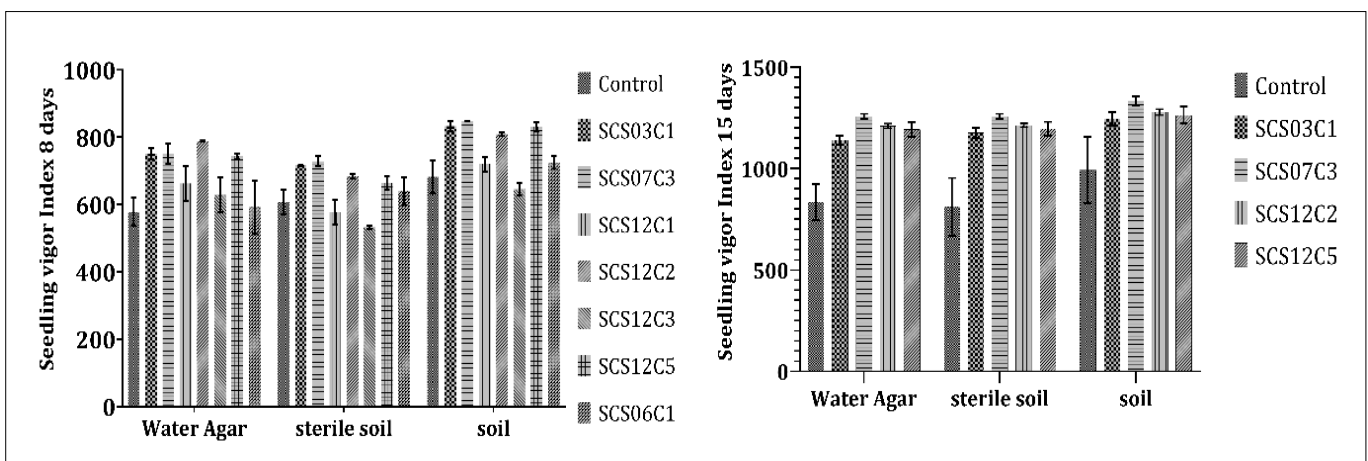 Seedling vigor Index 8 days
1000
800
600
400
200
0
Water Agar
sterile soil
soil
Control
SCS03C1
SCS07C3
SCS12C1
SCS12C2
SCS12C3
SCS12C5
SCS06C1
Seedling vigor Index 15 days
1500
1000
500
0
Water Agar
sterile soil
soil
Control
SCS03C1
SCS07C3
SCS12C2
SCS12C5